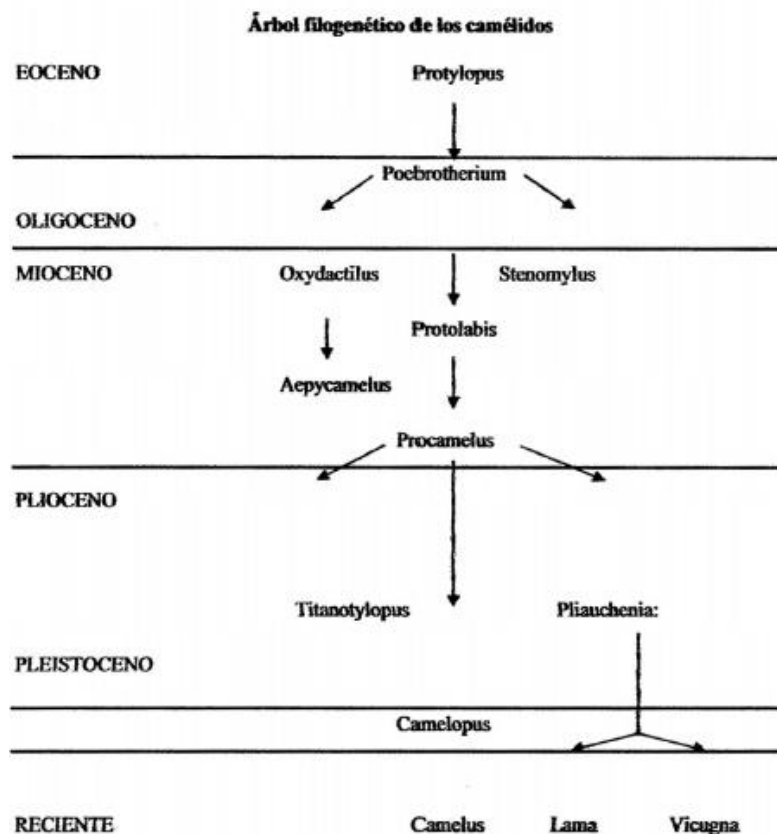 Árbol filogenético de los camélidos
EOCENO Protylopus
Poebrotherium
OLIGOCENO
MIOCENO Oxydactilus Stenomylus
Protolabis
Aepycamelus
Procamelus
PLIOCENO
Titanotylopus Pliauchenia:
PLEISTOCENO
Camelopus
RECIENTE Camelus Lama Vicugna